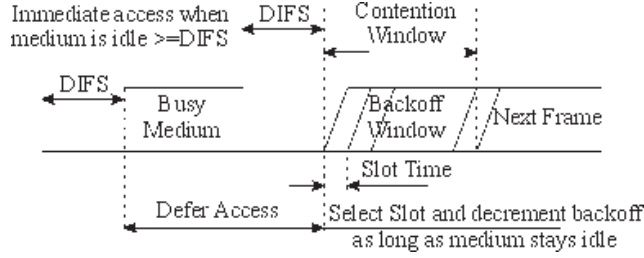 Immediate access when
medium is idle >=DIFS
DIFS
Contention
Window
DIFS
Busy
Medium
Backoff
Window
Next Frame
Slot Time
Defer Access
Select Slot and decrement backoff
as long as medium stays idle